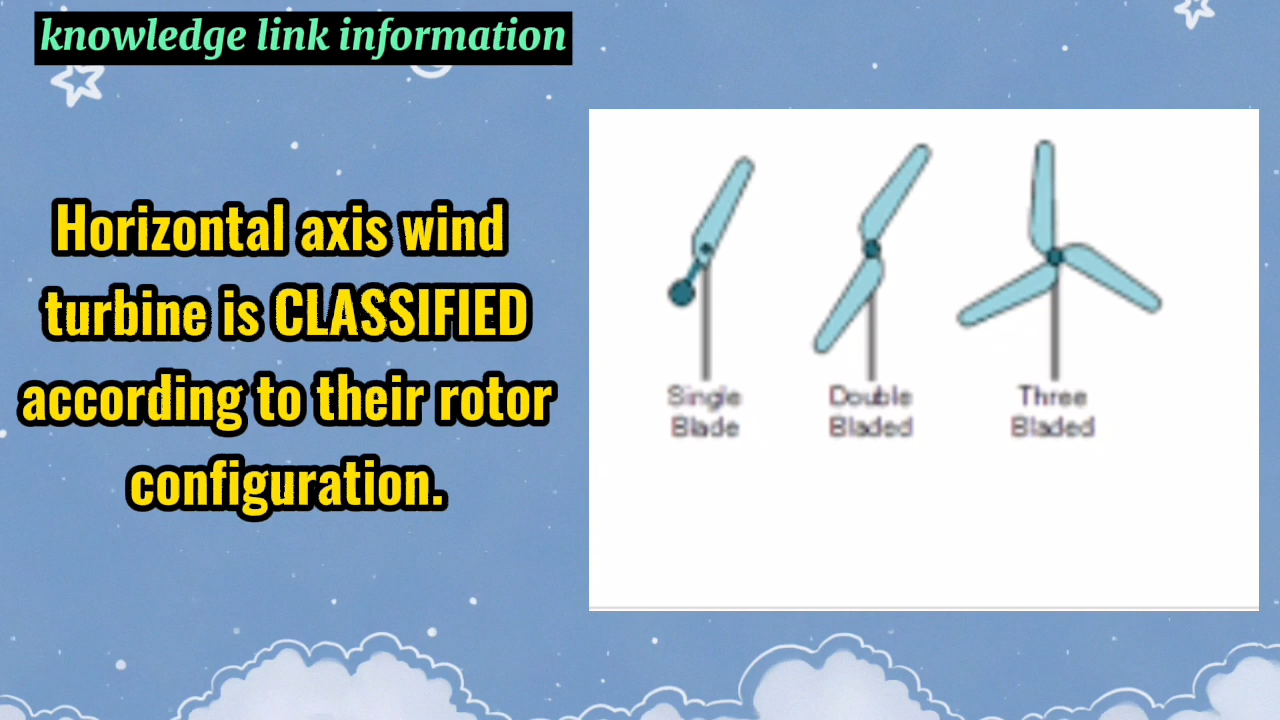 knowledge link information
Horizontal axis wind
turbine is CLASSIFIED
according to their rotor
configuration.
Single
Blade
Double
Bladed
Three
Bladed